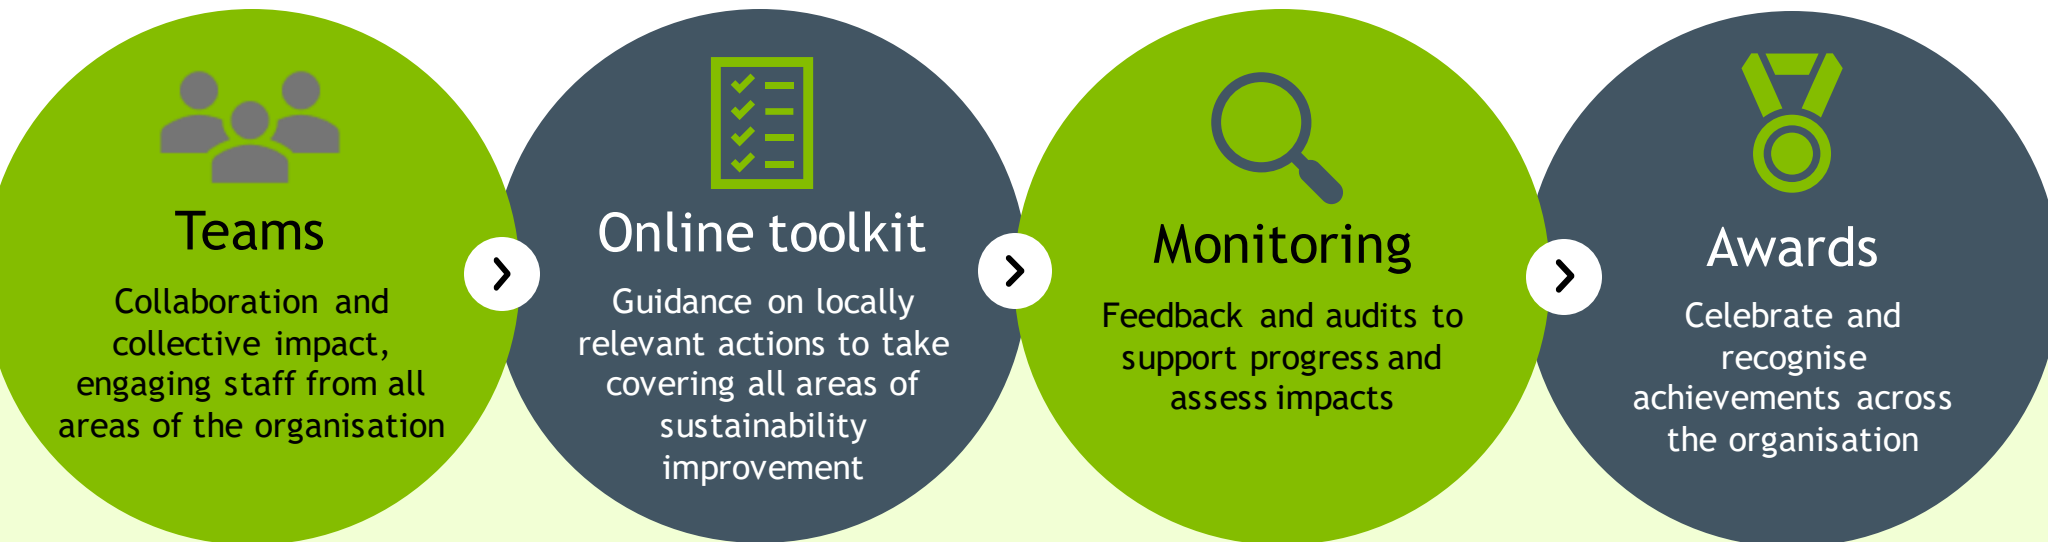 Teams
Collaboration and
collective impact,
engaging staff from all
areas of the organisation
Online toolkit
Guidance on locally
relevant actions to take
covering all areas of
sustainability
improvement
Monitoring
Feedback and audits to
support progress and
assess impacts
Awards
Celebrate and
recognise
achievements across
the organisation